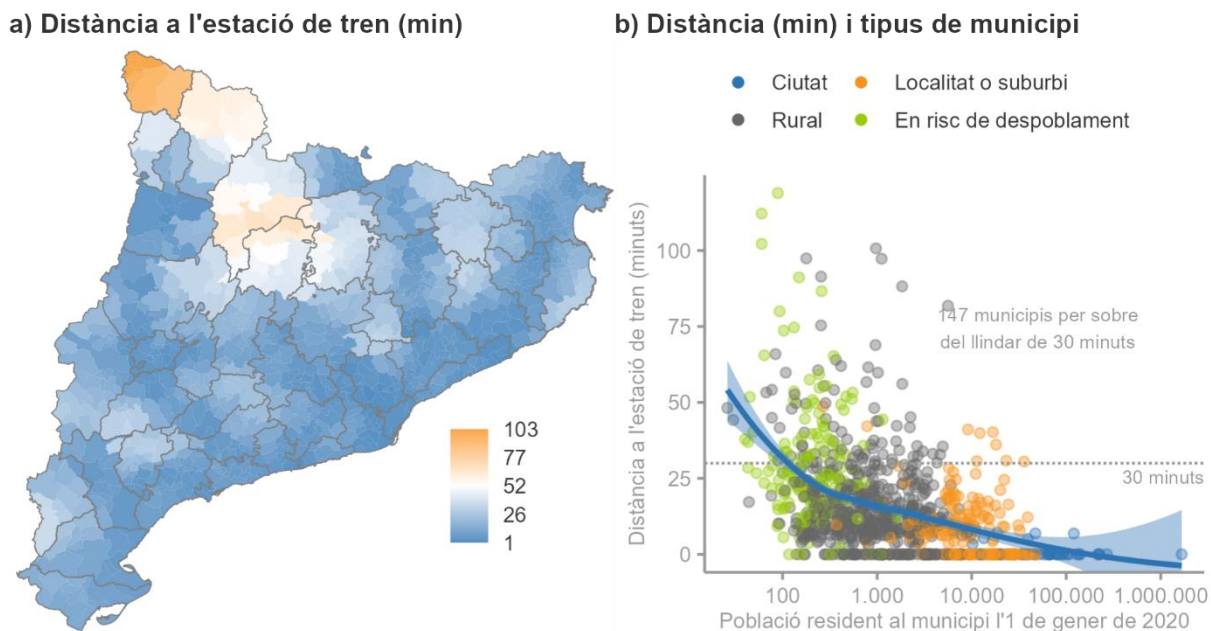 a) Distància a l'estació de tren (min)
103
77
52
26
1
b) Distància (min) i tipus de municipi
Ciutat
Localitat o suburbi
Rural
En risc de despoblament
Distància a l'estació de tren (minuts)
100
75
50
25
0
147 municipis per sobre
del llindar de 30 minuts
30 minuts
100
1.000
10.000
100.000
1.000.000
Població resident al municipi l'1 de gener de 2020